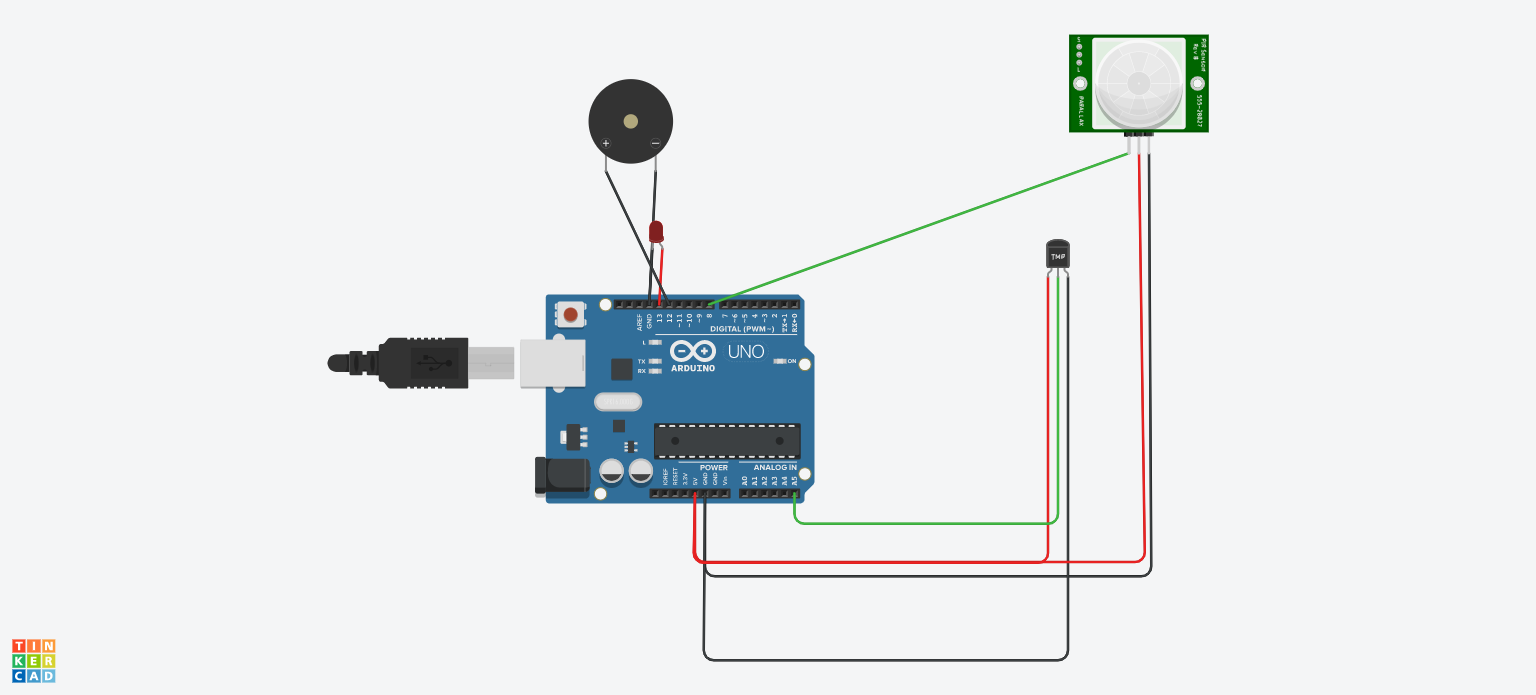 PIR Sensor
Rev B
555-28027
PARALLAX
S
L
+
−
TMP
AREF
GND
13
12
~11
~10
~9
8
7
~6
~5
4
~3
2
TX→1
RX←0
DIGITAL (PWM~)
L
TX
RX
ARDUINO
UNO
ON
POWER
ANALOG IN
IOREF
RESET
3.3V
5V
GND
GND
Vin
A0
A1
A2
A3
A4
A5
TIN
KER
CAD